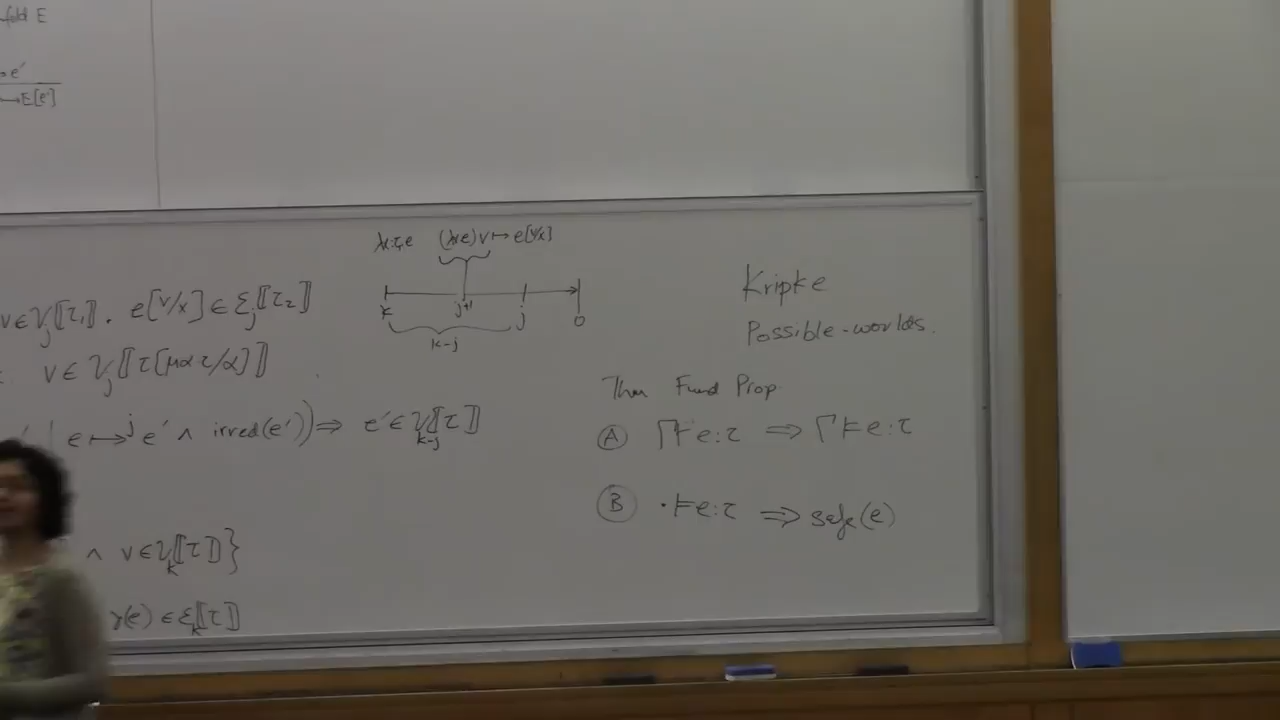 fold E
e′
↦E[e′]
λx:τ.e (λx.e)v ↦ e[v/x]
k j+1 j 0
k-j
v∈𝒱_j⟦τ₁⟧. e[v/x]∈ℰ_j⟦τ₂⟧
v∈𝒱_j⟦τ[μα.τ/α]⟧
e ↦^j e′ ∧ irred(e′)) ⇒ e′∈𝒱_{k-j}⟦τ⟧
∧ v∈𝒱_k⟦τ⟧}
γ(e)∈ℰ_k⟦τ⟧
Kripke
Possible-worlds.
Thm Fund Prop.
Ⓐ Γ⊢e:τ ⇒ Γ⊨e:τ
Ⓑ ·⊨e:τ ⇒ safe(e)